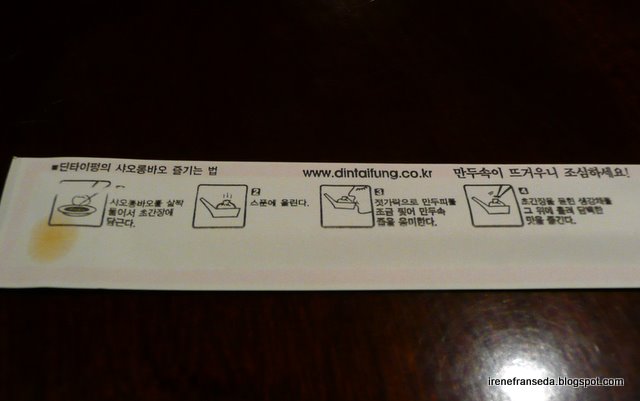 ■딘타이펑의 샤오롱바오 즐기는 법
www.dintaifung.co.kr
만두속이 뜨거우니 조심하세요!
샤오롱바오를 살짝
들어서 초간장에
담근다.
2
스푼에 올린다.
3
젓가락으로 만두피를
조금 찢어 만두속
즙을 음미한다.
4
초간장을 묻힌 생강채를
그 위에 올려 담백한
맛을 즐긴다.
irenefranseda.blogspot.com